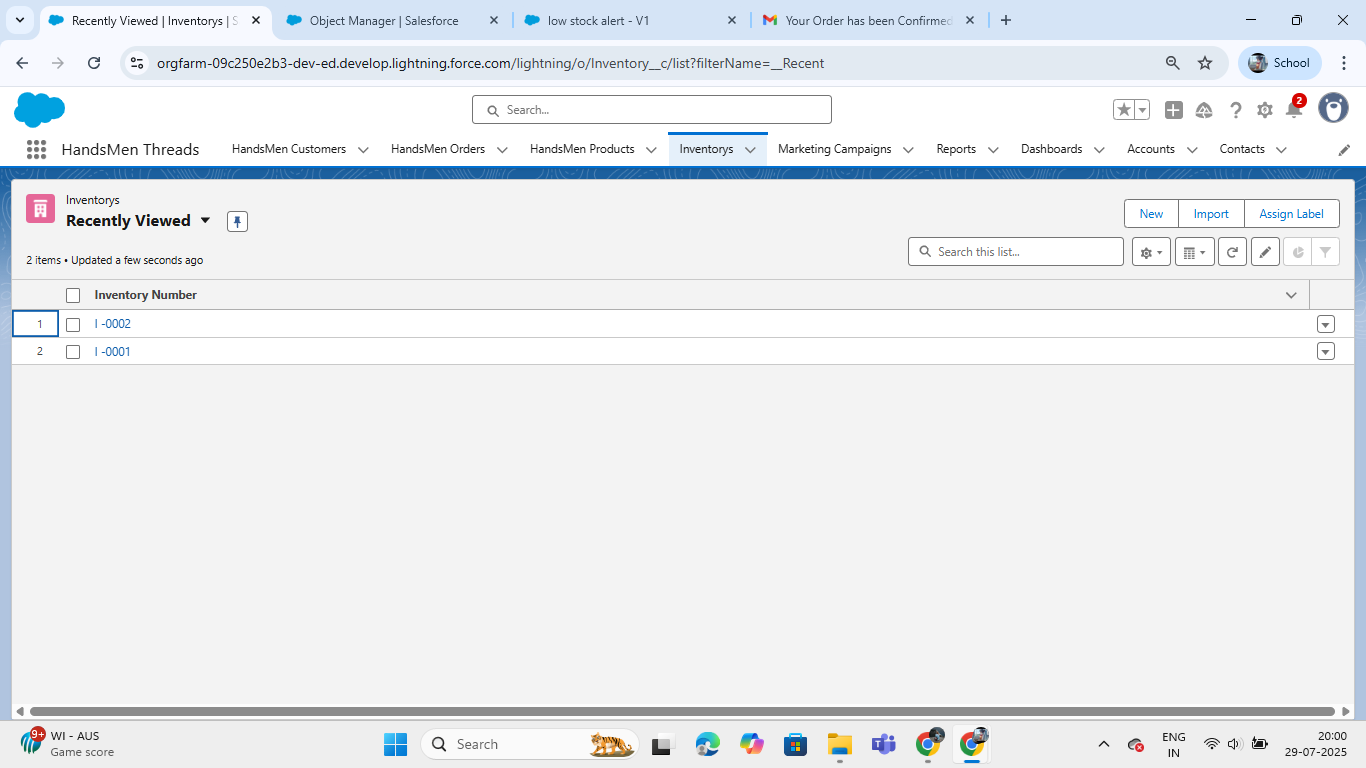 Recently Viewed | Inventorys | S
Object Manager | Salesforce
low stock alert - V1
Your Order has been Confirmed
orgfarm-09c250e2b3-dev-ed.develop.lightning.force.com/lightning/o/Inventory__c/list?filterName=__Recent
School
Search...
2
HandsMen Threads
HandsMen Customers
HandsMen Orders
HandsMen Products
Inventorys
Marketing Campaigns
Reports
Dashboards
Accounts
Contacts
Inventorys
Recently Viewed
New
Import
Assign Label
2 items • Updated a few seconds ago
Search this list...
Inventory Number
1
I -0002
2
I -0001
9+
WI - AUS
Game score
Search
ENG
IN
20:00
29-07-2025